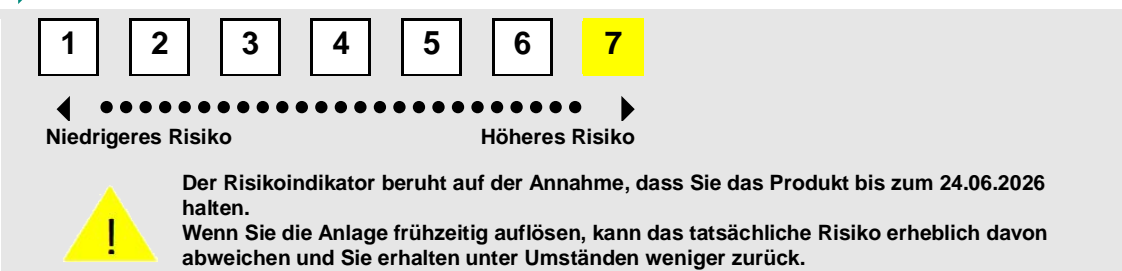 1 2 3 4 5 6 7
Niedrigeres Risiko Höheres Risiko
Der Risikoindikator beruht auf der Annahme, dass Sie das Produkt bis zum 24.06.2026
halten.
Wenn Sie die Anlage frühzeitig auflösen, kann das tatsächliche Risiko erheblich davon
abweichen und Sie erhalten unter Umständen weniger zurück.
!